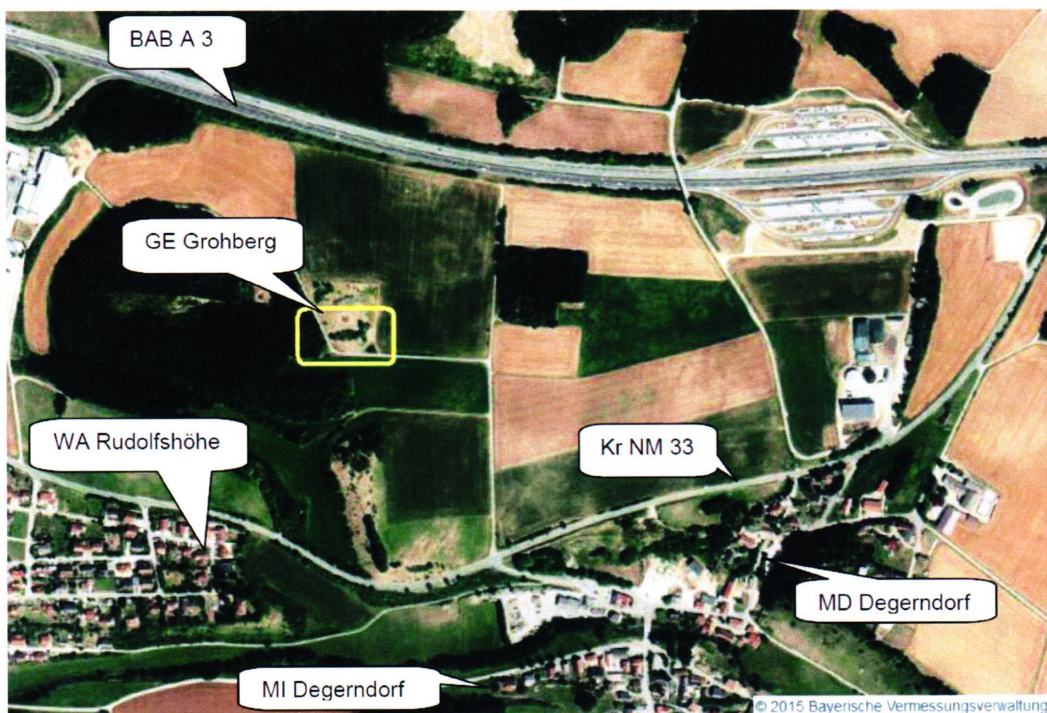 BAB A 3
GE Grohberg
WA Rudolfshöhe
Kr NM 33
MD Degerndorf
MI Degerndorf
© 2015 Bayerische Vermessungsverwaltung